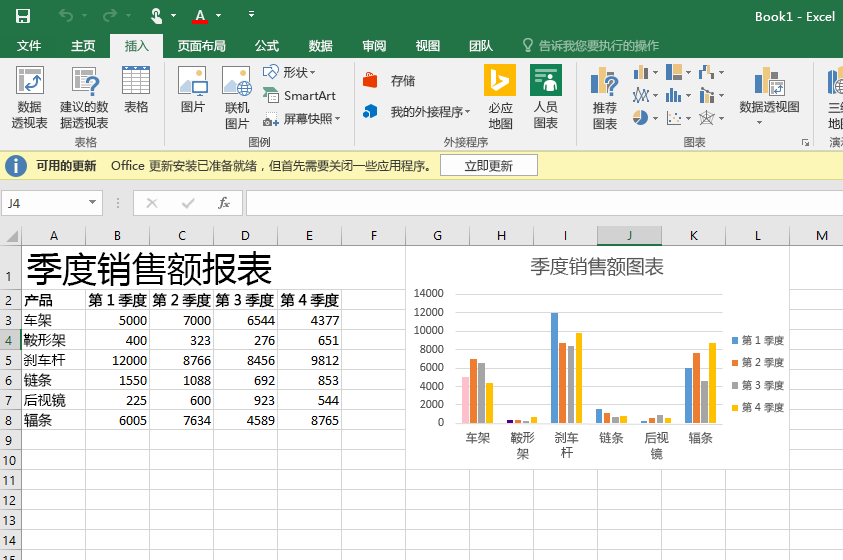 Book1 - Excel
文件 主页 插入 页面布局 公式 数据 审阅 视图 团队 告诉我您要执行的操作
数据透视表 建议的数据透视表 表格 图片 联机图片 形状 SmartArt 屏幕快照 存储 我的外接程序 必应地图 人员图表 推荐图表 数据透视图 三维地图
表格 插图 外接程序 图表 演示
可用的更新 Office 更新安装已准备就绪，但首先需要关闭一些应用程序。 立即更新
J4 fx
A B C D E F G H I J K L M
1 季度销售额报表
2 产品 第 1 季度 第 2 季度 第 3 季度 第 4 季度
3 车架 5000 7000 6544 4377
4 鞍形架 400 323 276 651
5 刹车杆 12000 8766 8456 9812
6 链条 1550 1088 692 853
7 后视镜 225 600 923 544
8 辐条 6005 7634 4589 8765
9
10
11
12
13
14
15
季度销售额图表
14000
12000
10000
8000
6000
4000
2000
0
车架 鞍形架 刹车杆 链条 后视镜 辐条
第 1 季度
第 2 季度
第 3 季度
第 4 季度